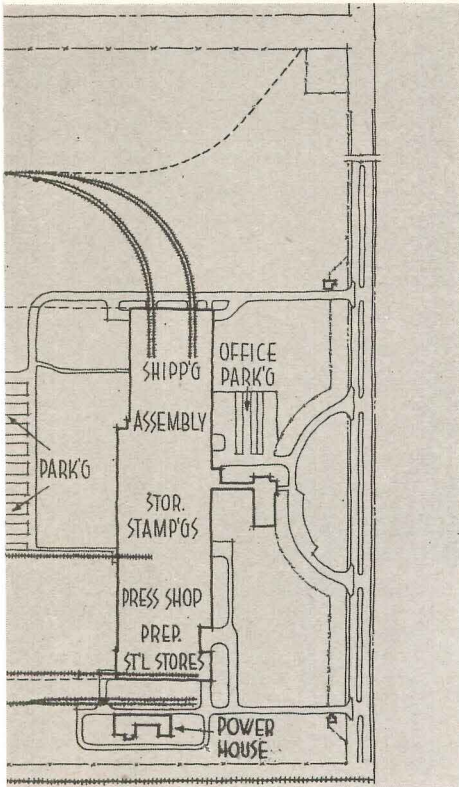 SHIPP'G
OFFICE
PARK'G
ASSEMBLY
PARK'G
STOR.
STAMP'GS
PRESS SHOP
PREP.
ST'L STORES
POWER
HOUSE